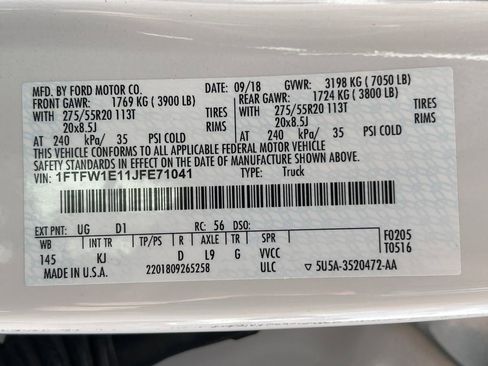 MFD. BY FORD MOTOR CO. 09/18 GVWR: 3198 KG ( 7050 LB)
FRONT GAWR: 1769 KG ( 3900 LB) REAR GAWR: 1724 KG ( 3800 LB)
WITH 275/55R20 113T TIRES WITH 275/55R20 113T TIRES
20x8.5J RIMS 20x8.5J RIMS
AT 240 kPa/ 35 PSI COLD AT 240 kPa/ 35 PSI COLD
THIS VEHICLE CONFORMS TO ALL APPLICABLE FEDERAL MOTOR VEHICLE
SAFETY AND THEFT PREVENTION STANDARDS IN EFFECT ON THE DATE OF MANUFACTURE SHOWN ABOVE.
VIN: 1FTFW1E11JFE71041 TYPE: Truck
EXT PNT: UG D1 RC: 56 DSO: F0205
WB INT TR TP/PS R AXLE TR SPR T0516
145 KJ D L9 G VVCC
MADE IN U.S.A. 2201809265258 ULC 5U5A-3520472-AA